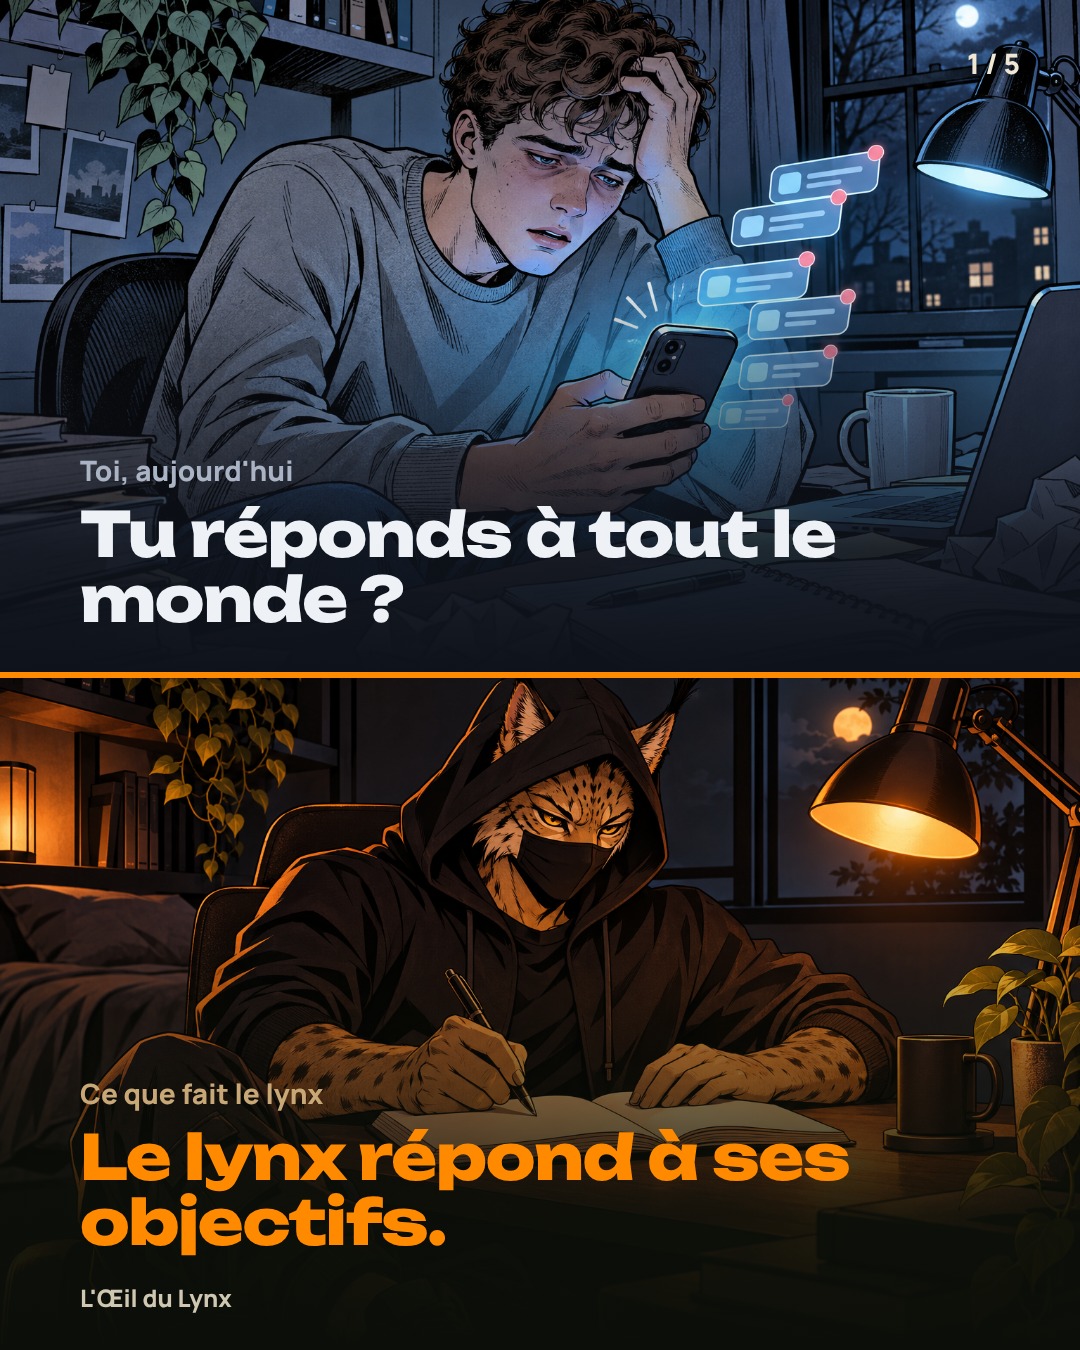 1 / 5
Toi, aujourd'hui
Tu réponds à tout le
monde ?
Ce que fait le lynx
Le lynx répond à ses
objectifs.
L'Œil du Lynx